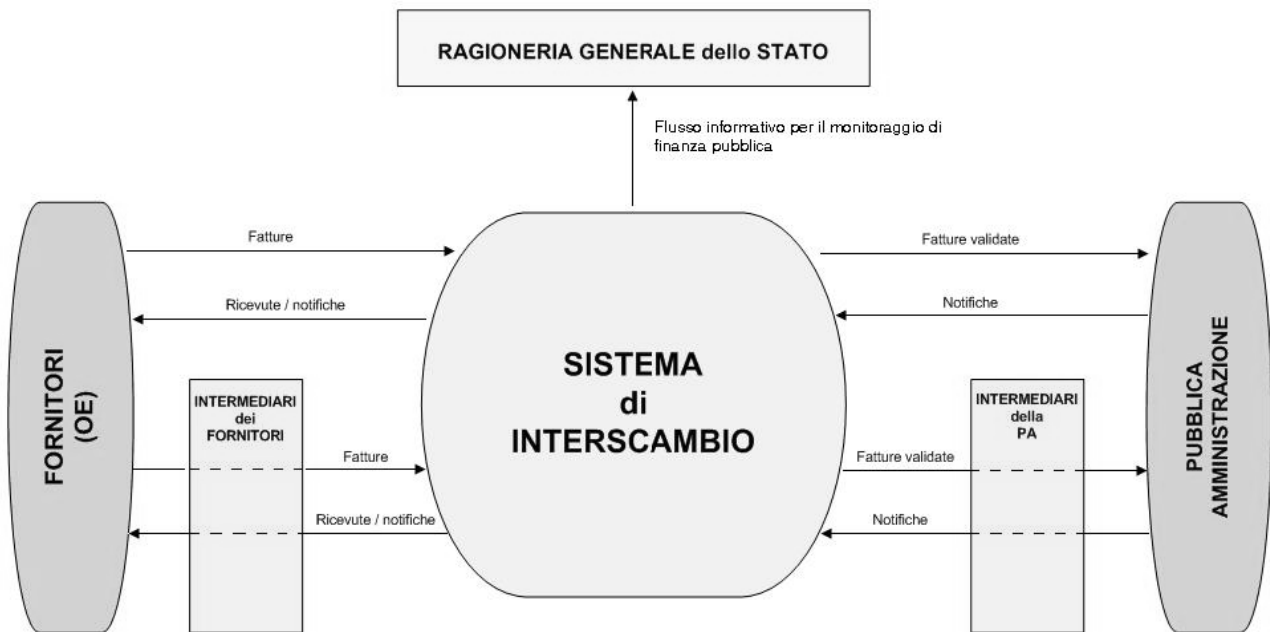 RAGIONERIA GENERALE dello STATO
Flusso informativo per il monitoraggio di
finanza pubblica
Fatture
Fatture validate
Ricevute / notifiche
Notifiche
FORNITORI
(OE)
INTERMEDIARI
dei
FORNITORI
SISTEMA
di
INTERSCAMBIO
INTERMEDIARI
della
PA
PUBBLICA
AMMINISTRAZIONE
Fatture
Fatture validate
Ricevute / notifiche
Notifiche